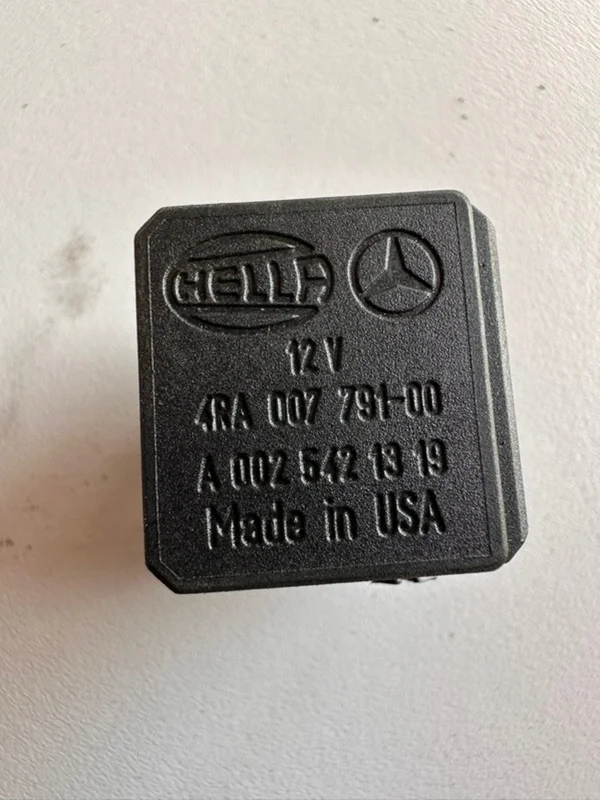 HELLA
12 V
4RA 007 791-00
A 002 542 13 19
Made in USA